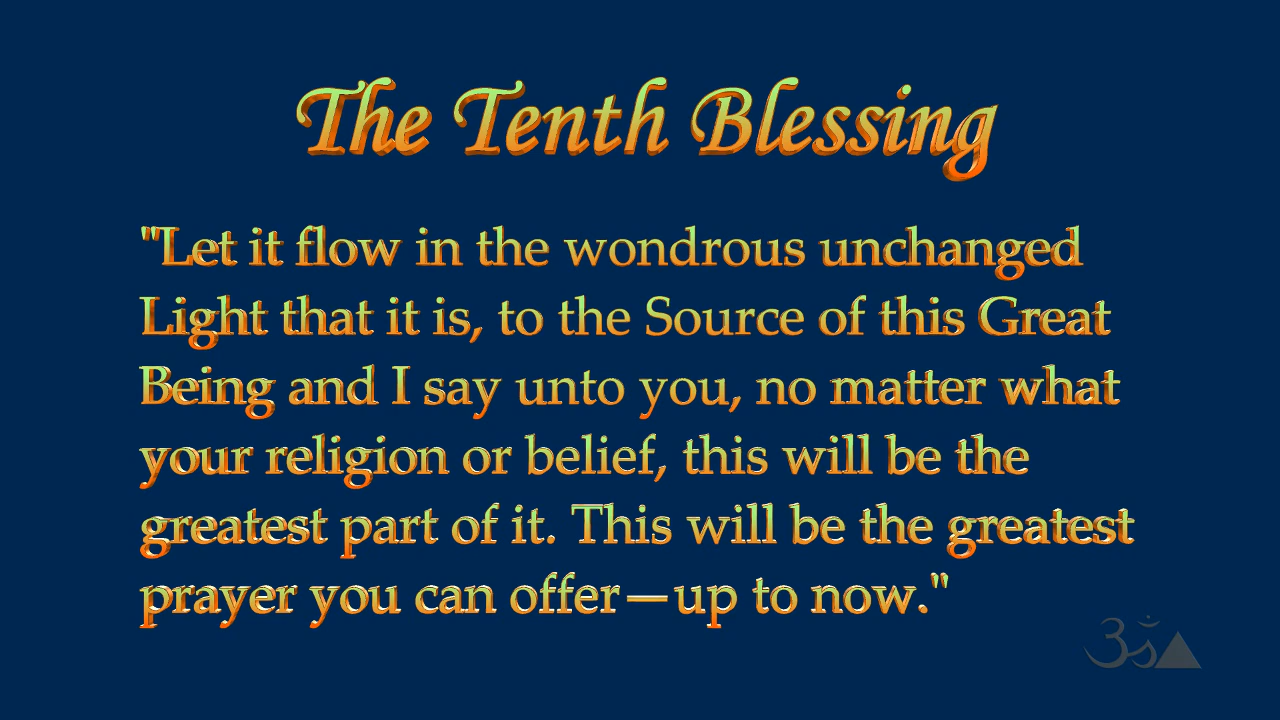 The Tenth Blessing
"Let it flow in the wondrous unchanged
Light that it is, to the Source of this Great
Being and I say unto you, no matter what
your religion or belief, this will be the
greatest part of it. This will be the greatest
prayer you can offer—up to now."
ॐ